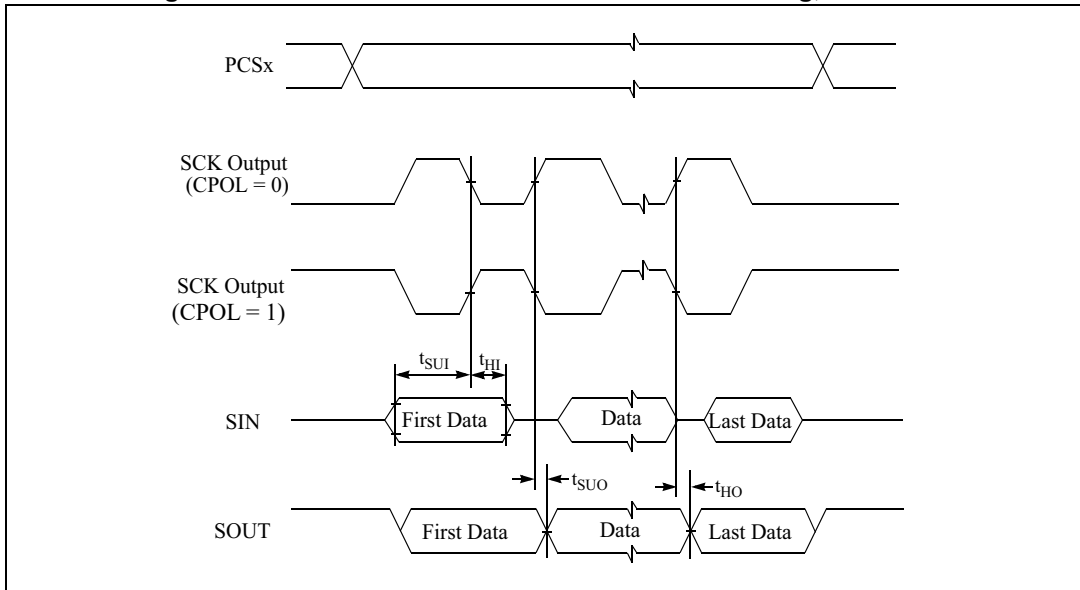 PCSx
SCK Output
(CPOL = 0)
SCK Output
(CPOL = 1)
tSUI
tHI
SIN
First Data
Data
Last Data
tSUO
tHO
SOUT
First Data
Data
Last Data